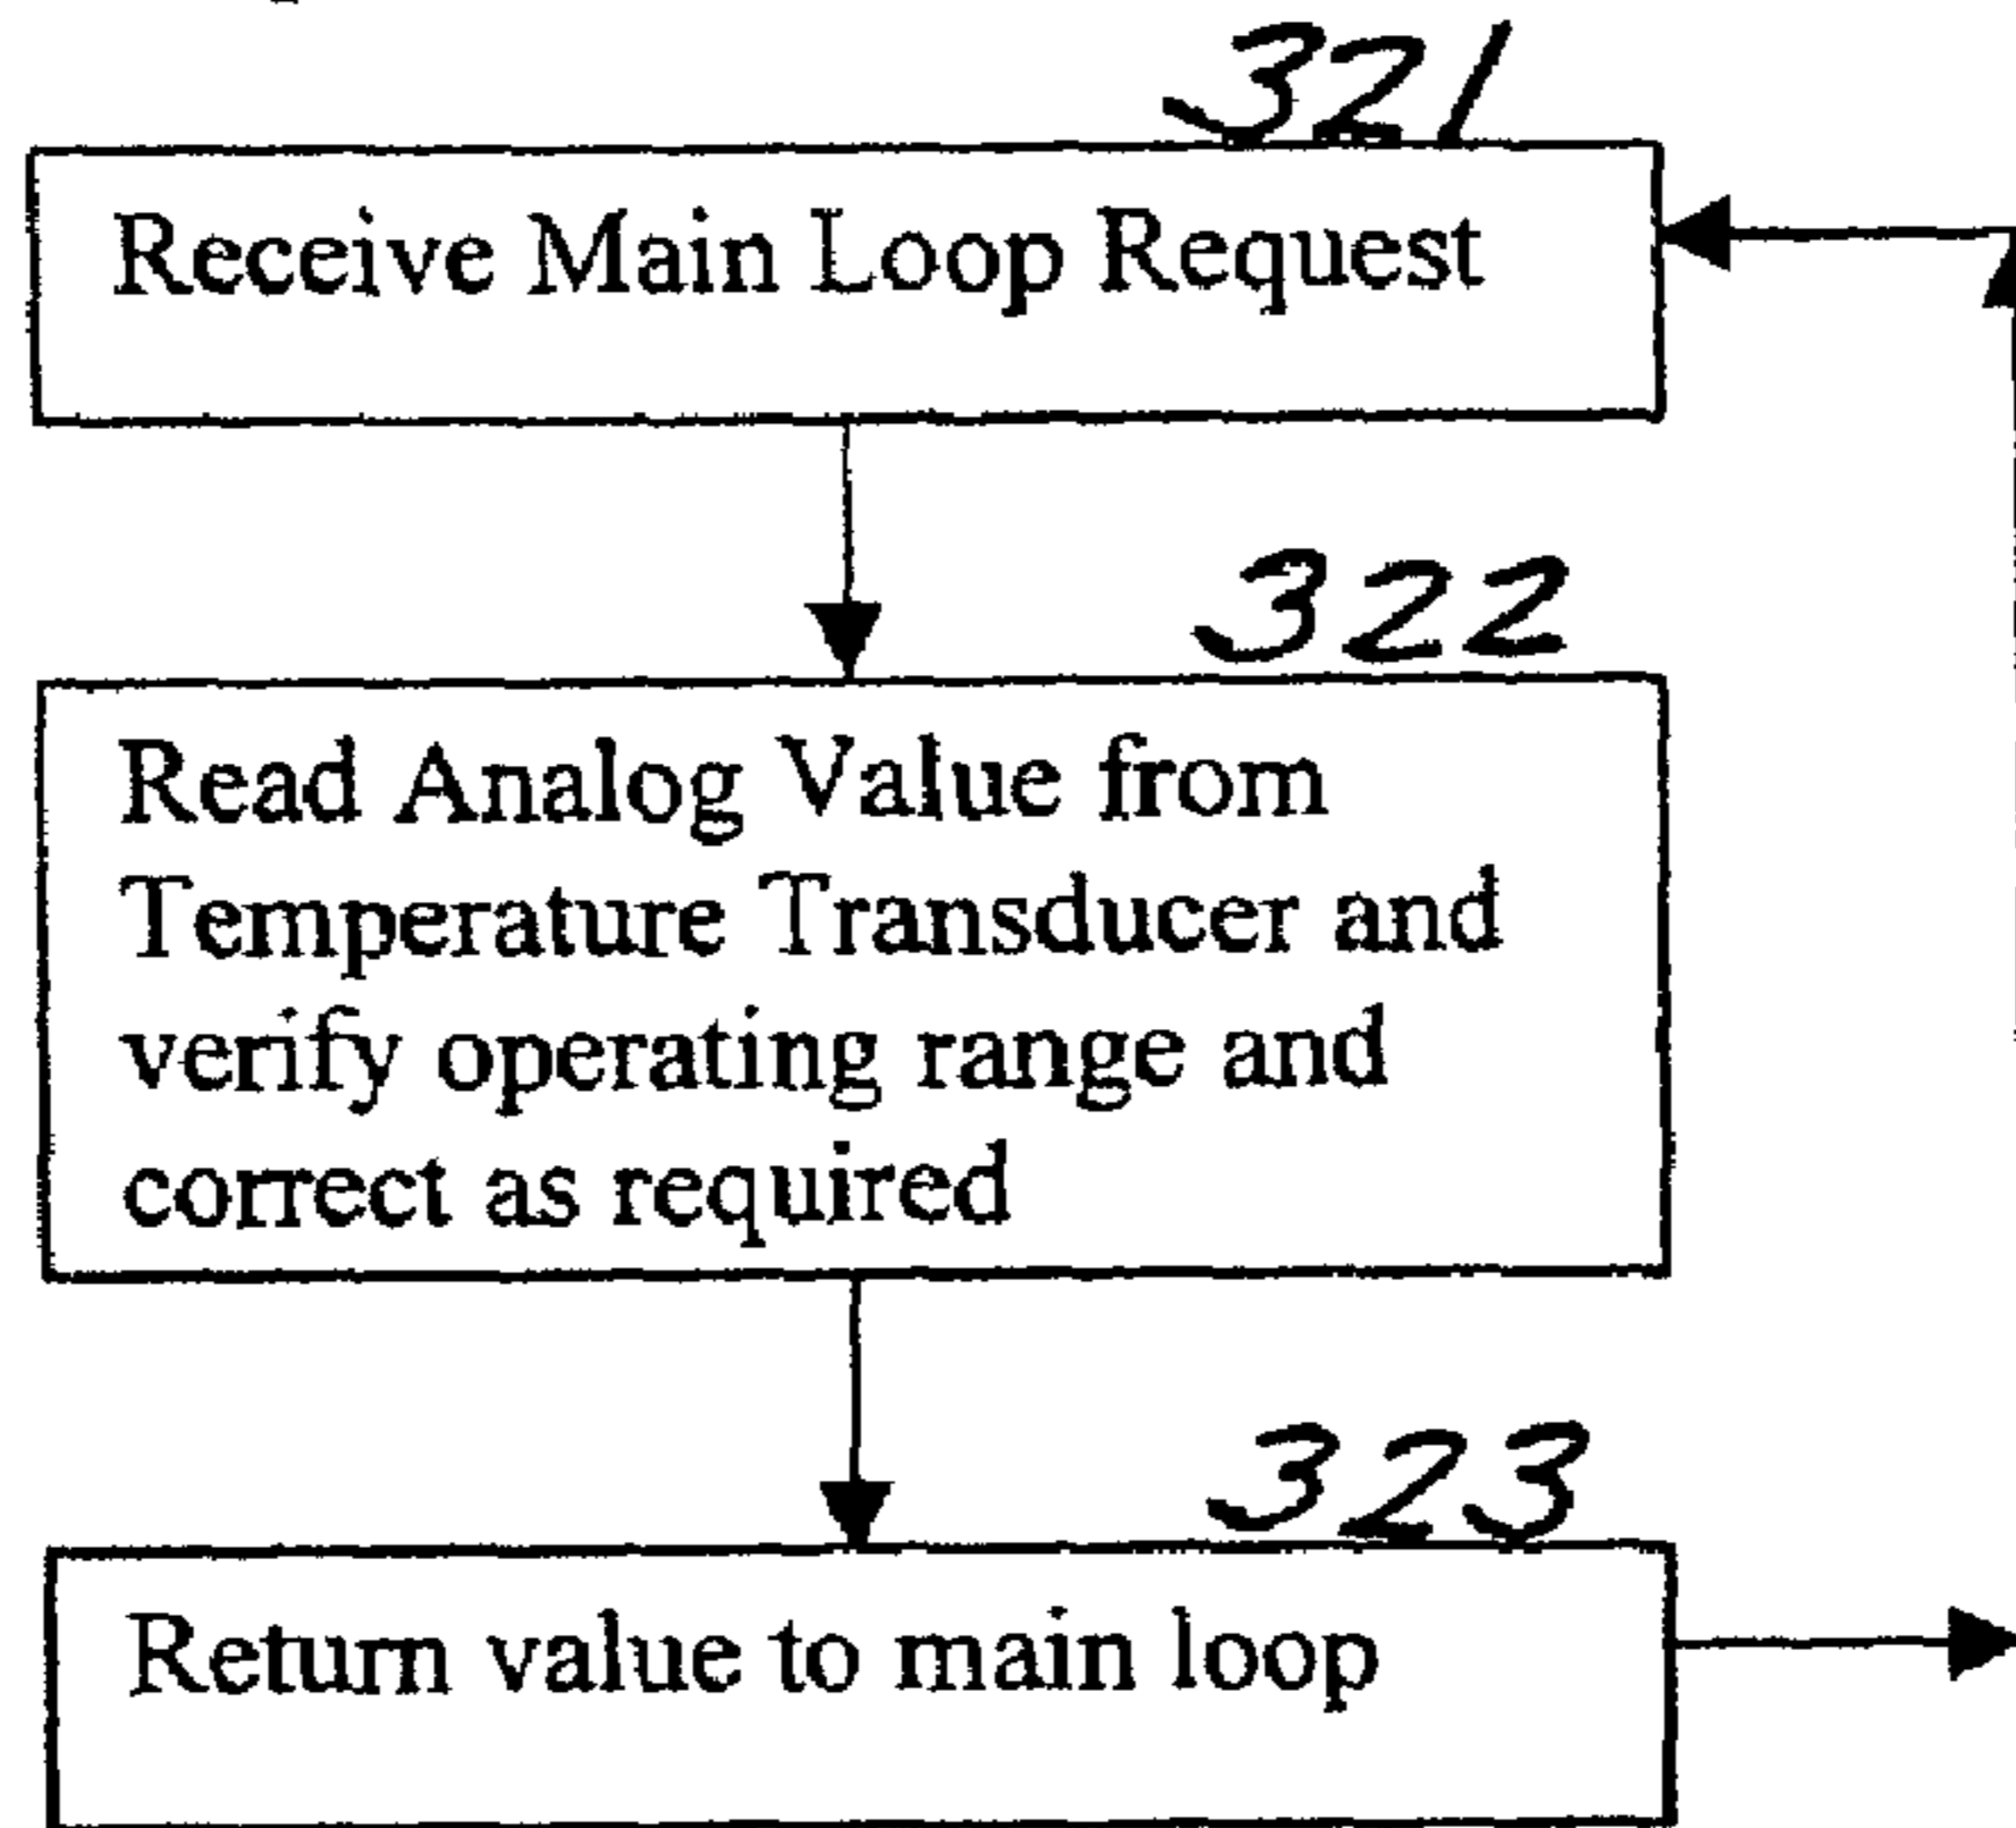 321
Receive Main Loop Request
322
Read Analog Value from
Temperature Transducer and
verify operating range and
correct as required
323
Return value to main loop